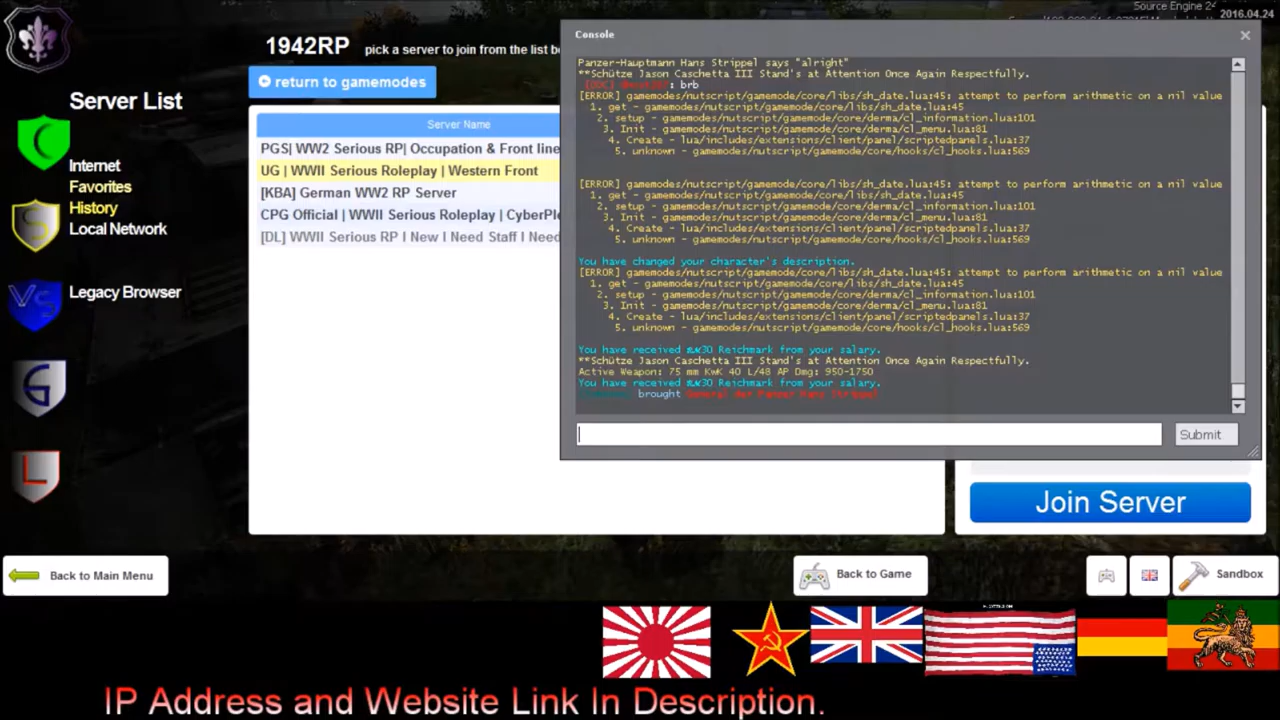 Source Engine 24
2016.04.24
1942RP pick a server to join from the list b
return to gamemodes
Server List
Internet
Favorites
History
Local Network
Legacy Browser
Server Name
PGS| WW2 Serious RP| Occupation & Front line
UG | WWII Serious Roleplay | Western Front
[KBA] German WW2 RP Server
CPG Official | WWII Serious Roleplay | CyberPl
[DL] WWII Serious RP I New I Need Staff I Need
Console
Panzer-Hauptmann Hans Strippel says "alright"
**Schütze Jason Caschetta III Stand's at Attention Once Again Respectfully.
[OOC] : brb
[ERROR] gamemodes/nutscript/gamemode/core/libs/sh_date.lua:45: attempt to perform arithmetic on a nil value
1. get - gamemodes/nutscript/gamemode/core/libs/sh_date.lua:45
2. setup - gamemodes/nutscript/gamemode/core/derma/cl_information.lua:101
3. Init - gamemodes/nutscript/gamemode/core/derma/cl_menu.lua:81
4. Create - lua/includes/extensions/client/panel/scriptedpanels.lua:37
5. unknown - gamemodes/nutscript/gamemode/core/hooks/cl_hooks.lua:569
[ERROR] gamemodes/nutscript/gamemode/core/libs/sh_date.lua:45: attempt to perform arithmetic on a nil value
1. get - gamemodes/nutscript/gamemode/core/libs/sh_date.lua:45
2. setup - gamemodes/nutscript/gamemode/core/derma/cl_information.lua:101
3. Init - gamemodes/nutscript/gamemode/core/derma/cl_menu.lua:81
4. Create - lua/includes/extensions/client/panel/scriptedpanels.lua:37
5. unknown - gamemodes/nutscript/gamemode/core/hooks/cl_hooks.lua:569
You have changed your character's description.
[ERROR] gamemodes/nutscript/gamemode/core/libs/sh_date.lua:45: attempt to perform arithmetic on a nil value
1. get - gamemodes/nutscript/gamemode/core/libs/sh_date.lua:45
2. setup - gamemodes/nutscript/gamemode/core/derma/cl_information.lua:101
3. Init - gamemodes/nutscript/gamemode/core/derma/cl_menu.lua:81
4. Create - lua/includes/extensions/client/panel/scriptedpanels.lua:37
5. unknown - gamemodes/nutscript/gamemode/core/hooks/cl_hooks.lua:569
You have received 30 Reichmark from your salary.
**Schütze Jason Caschetta III Stand's at Attention Once Again Respectfully.
Active Weapon: 75 mm KwK 40 L/48 AP Dmg: 950-1750
You have received 30 Reichmark from your salary.
brought General der Panzer Hans Strippel
Submit
Join Server
Back to Main Menu
Back to Game
Sandbox
IP Address and Website Link In Description.